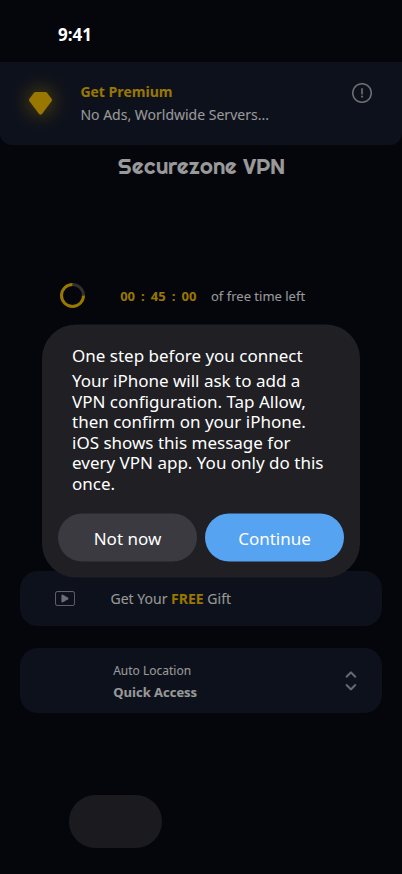 9:41
Get Premium
No Ads, Worldwide Servers...
Securezone VPN
00 : 45 : 00 of free time left
One step before you connect
Your iPhone will ask to add a
VPN configuration. Tap Allow,
then confirm on your iPhone.
iOS shows this message for
every VPN app. You only do this
once.
Not now
Continue
Get Your FREE Gift
Auto Location
Quick Access